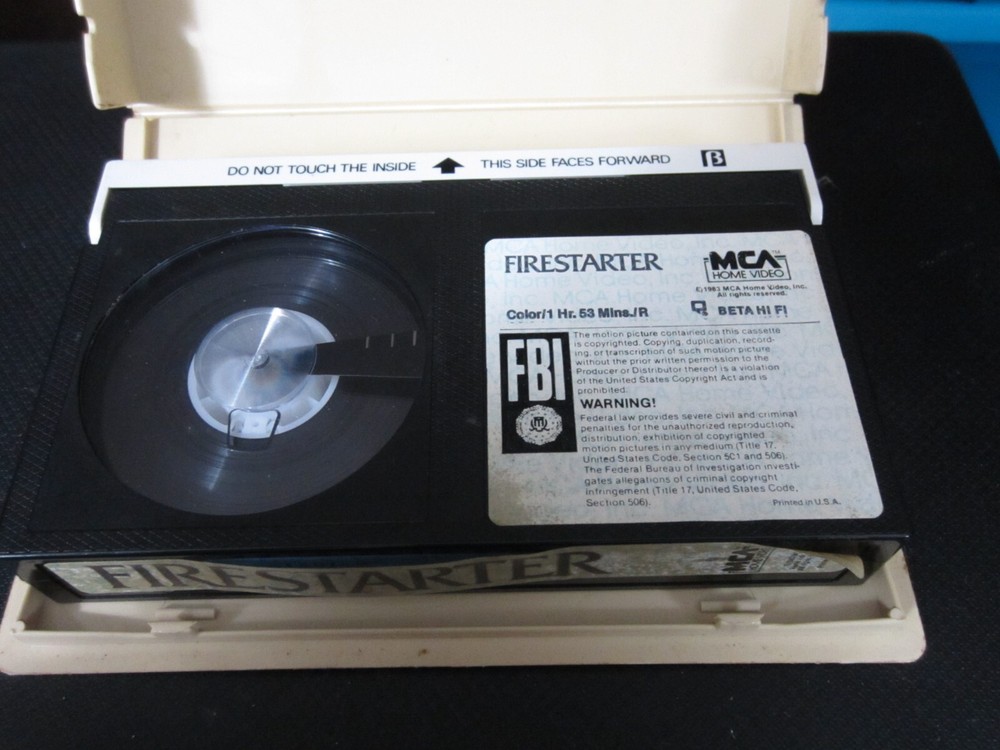 DO NOT TOUCH THE INSIDE THIS SIDE FACES FORWARD β
FIRESTARTER
MCA™
HOME VIDEO
©1983 MCA Home Video, Inc.
All rights reserved.
Color/1 Hr. 53 Mins./R
BETA HI FI
FBI
The motion picture contained on this cassette
is copyrighted. Copying, duplication, record-
ing, or transcription of such motion picture
without the prior written permission to the
Producer or Distributor thereof is a violation
of the United States Copyright Act and is
prohibited.
WARNING!
Federal law provides severe civil and criminal
penalties for the unauthorized reproduction,
distribution, exhibition of copyrighted
motion pictures in any medium (Title 17,
United States Code, Section 501 and 506).
The Federal Bureau of Investigation investi-
gates allegations of criminal copyright
infringement (Title 17, United States Code,
Section 506).
Printed in U.S.A.
FIRESTARTER
MCA